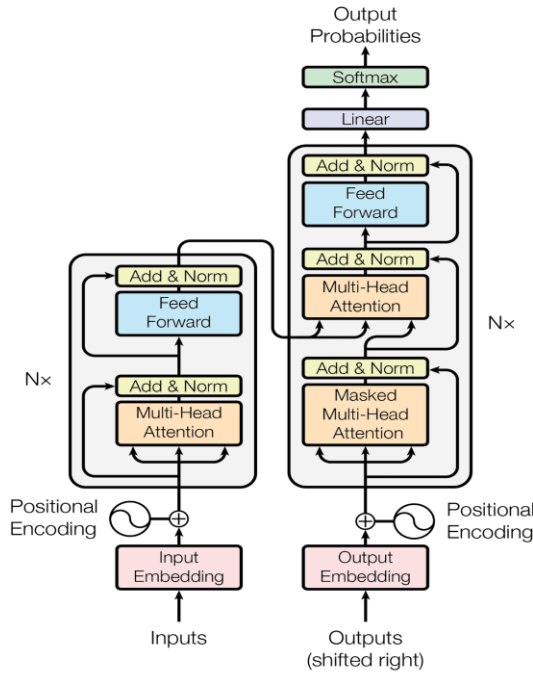 Output
Probabilities
Softmax
Linear
Add & Norm
Feed
Forward
Add & Norm
Multi-Head
Attention
Add & Norm
Masked
Multi-Head
Attention
N×
Positional
Encoding
Output
Embedding
Outputs
(shifted right)
Add & Norm
Feed
Forward
N×
Add & Norm
Multi-Head
Attention
Positional
Encoding
Input
Embedding
Inputs